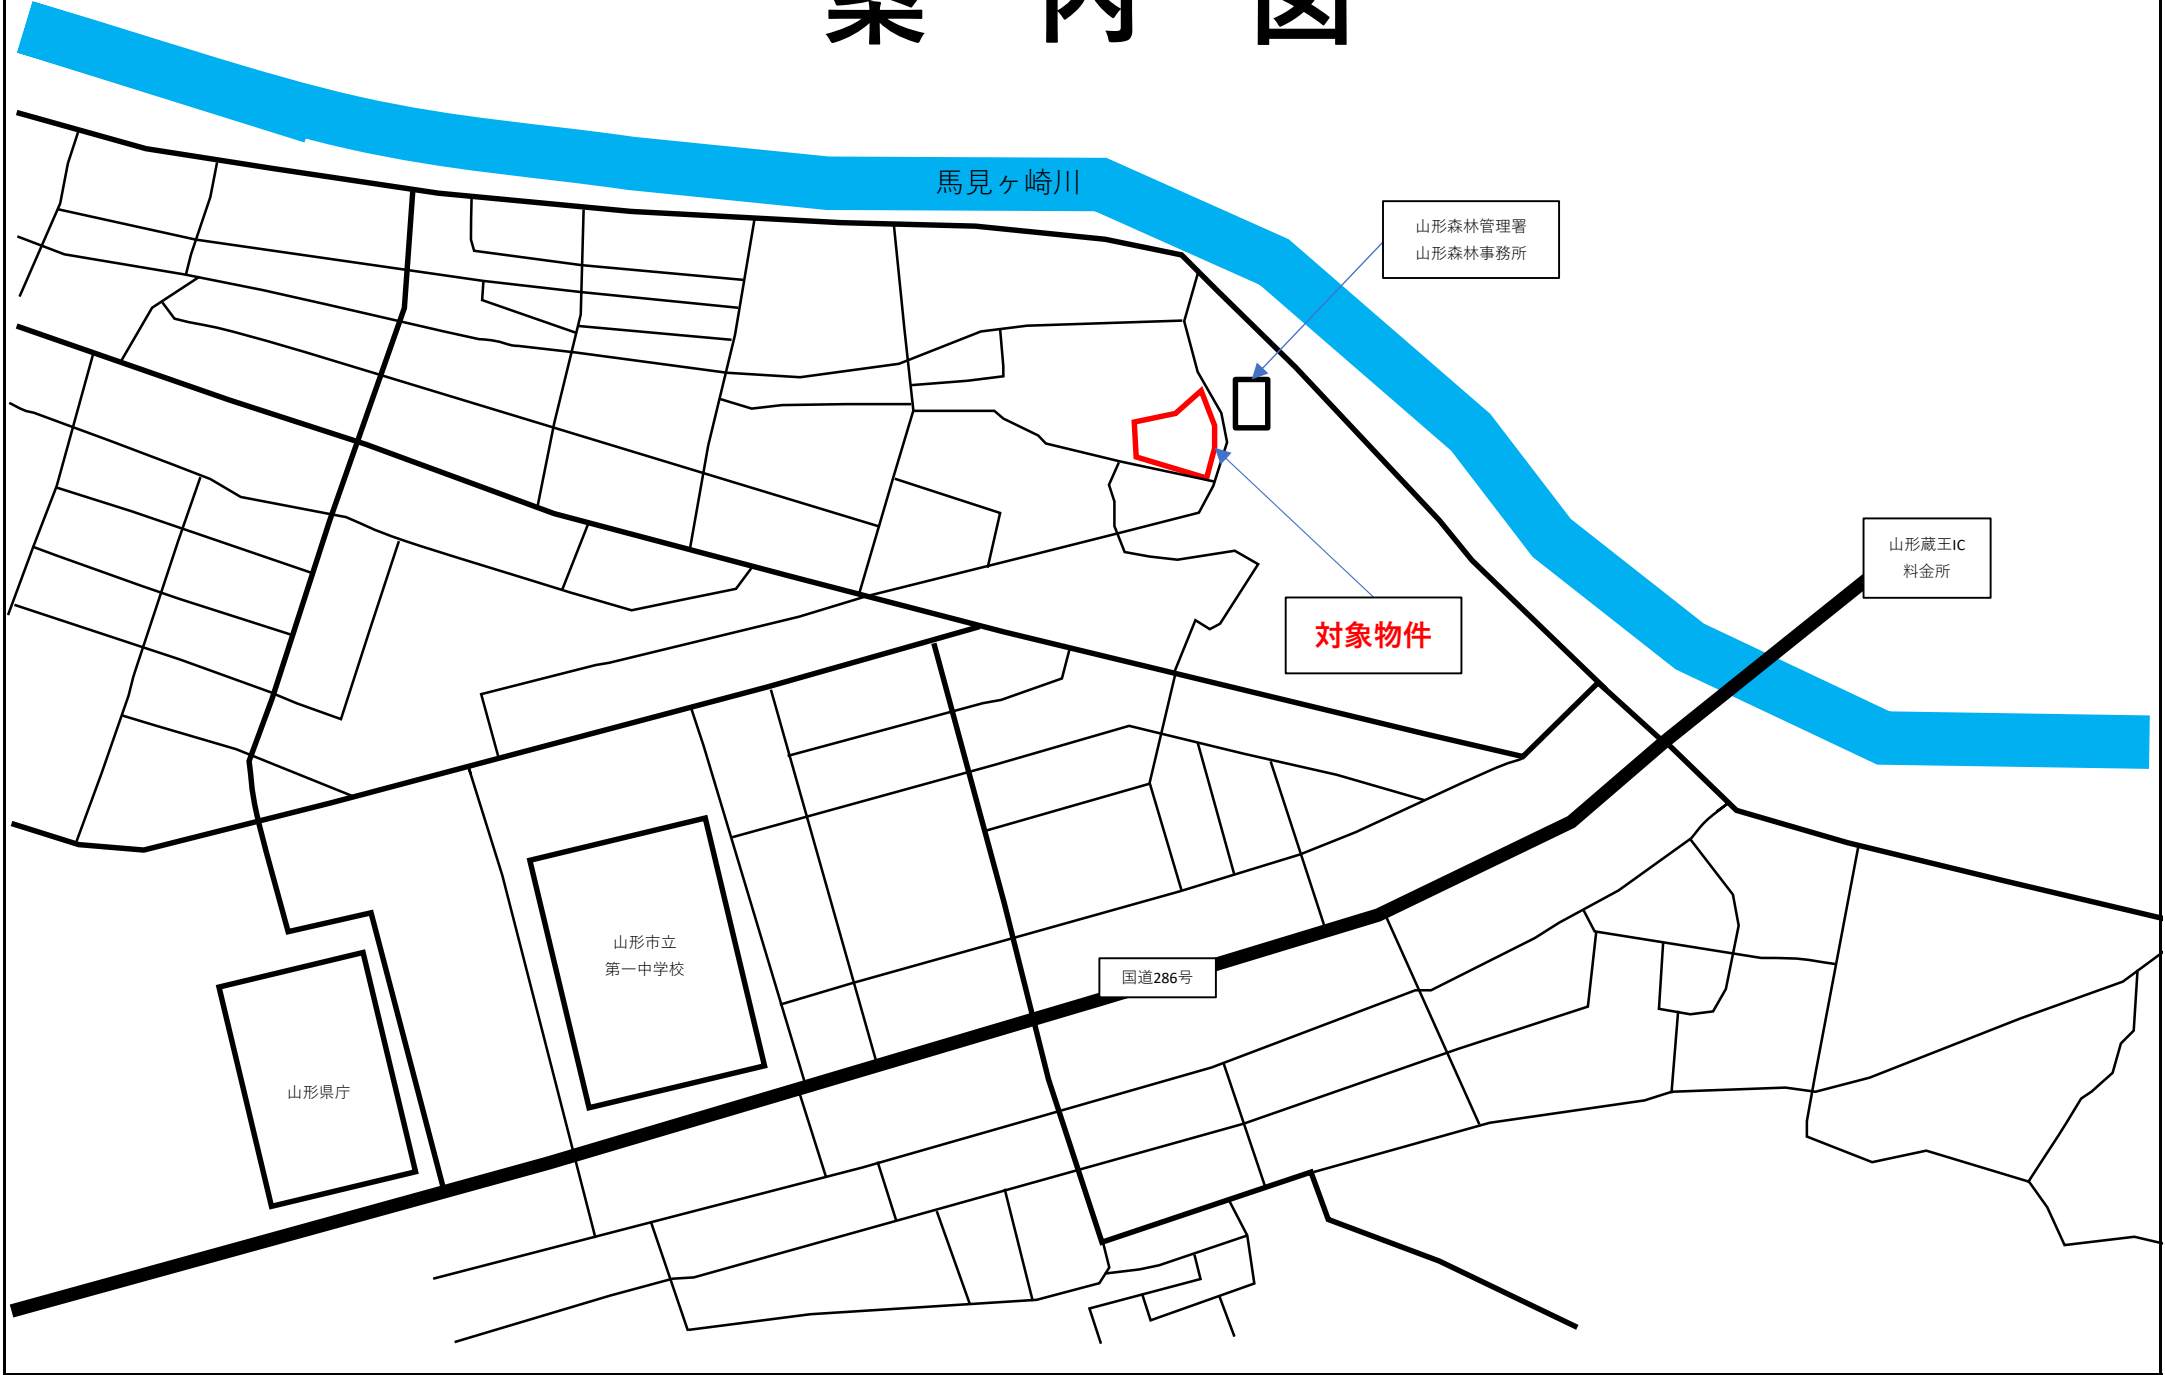 案内図
馬見ヶ崎川
山形森林管理署
山形森林事務所
山形蔵王IC
料金所
対象物件
山形市立
第一中学校
国道286号
山形県庁